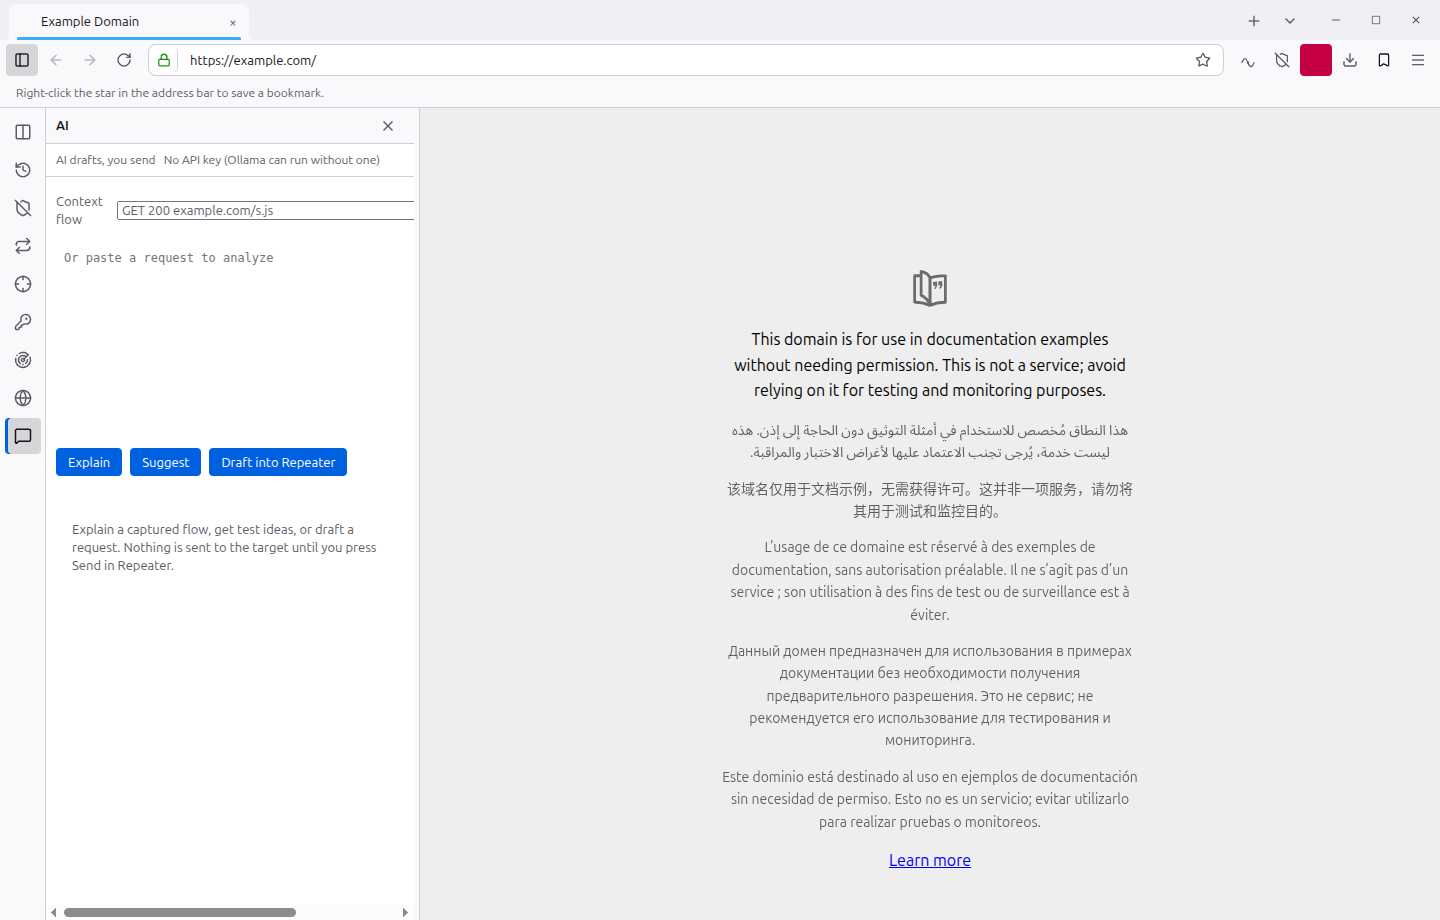 Example Domain
https://example.com/
Right-click the star in the address bar to save a bookmark.
AI
AI drafts, you send No API key (Ollama can run without one)
Context
flow
GET 200 example.com/s.js
Or paste a request to analyze
Explain
Suggest
Draft into Repeater
Explain a captured flow, get test ideas, or draft a
request. Nothing is sent to the target until you press
Send in Repeater.
This domain is for use in documentation examples
without needing permission. This is not a service; avoid
relying on it for testing and monitoring purposes.
هذا النطاق مُخصص للاستخدام في أمثلة التوثيق دون الحاجة إلى إذن. هذه
ليست خدمة، يُرجى تجنب الاعتماد عليها لأغراض الاختبار والمراقبة.
该域名仅用于文档示例，无需获得许可。这并非一项服务，请勿将
其用于测试和监控目的。
L’usage de ce domaine est réservé à des exemples de
documentation, sans autorisation préalable. Il ne s’agit pas d’un
service ; son utilisation à des fins de test ou de surveillance est à
éviter.
Данный домен предназначен для использования в примерах
документации без необходимости получения
предварительного разрешения. Это не сервис; не
рекомендуется его использование для тестирования и
мониторинга.
Este dominio está destinado al uso en ejemplos de documentación
sin necesidad de permiso. Esto no es un servicio; evitar utilizarlo
para realizar pruebas o monitoreos.
Learn more